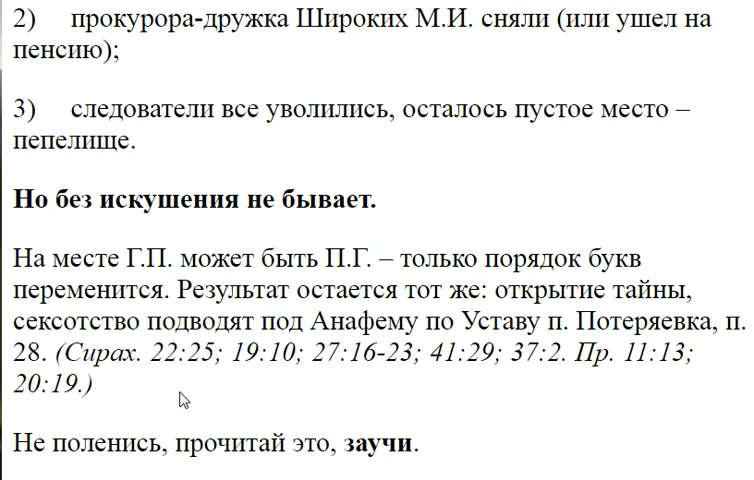 2) прокурора-дружка Широких М.И. сняли (или ушел на
пенсию);
3) следователи все уволились, осталось пустое место –
пепелище.
Но без искушения не бывает.
На месте Г.П. может быть П.Г. – только порядок букв
переменится. Результат остается тот же: открытие тайны,
сексотство подводят под Анафему по Уставу п. Потеряевка, п.
28. (Сирах. 22:25; 19:10; 27:16-23; 41:29; 37:2. Пр. 11:13;
20:19.)
Не поленись, прочитай это, заучи.